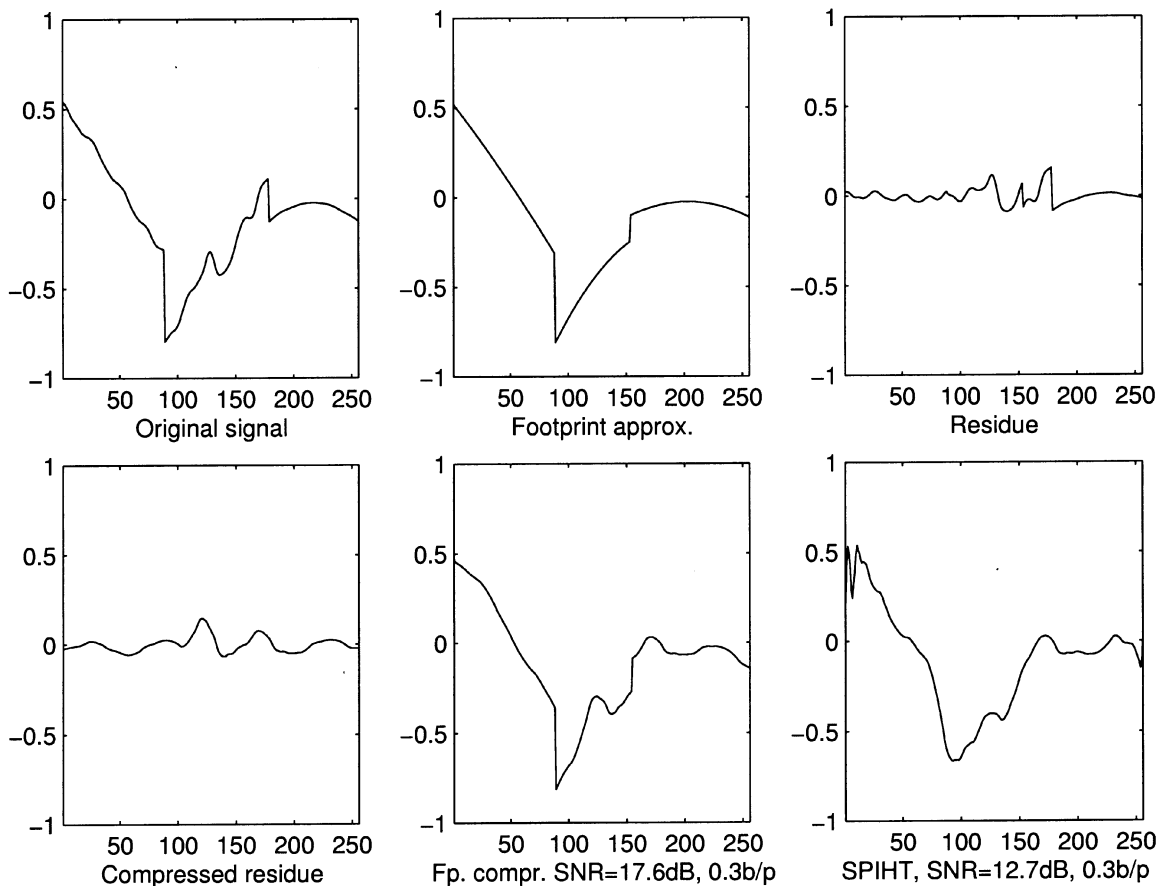 1
0.5
0
−0.5
−1
50 100 150 200 250
Original signal
1
0.5
0
−0.5
−1
50 100 150 200 250
Footprint approx.
1
0.5
0
−0.5
−1
50 100 150 200 250
Residue
1
0.5
0
−0.5
−1
50 100 150 200 250
Compressed residue
1
0.5
0
−0.5
−1
50 100 150 200 250
Fp. compr. SNR=17.6dB, 0.3b/p
1
0.5
0
−0.5
−1
50 100 150 200 250
SPIHT, SNR=12.7dB, 0.3b/p